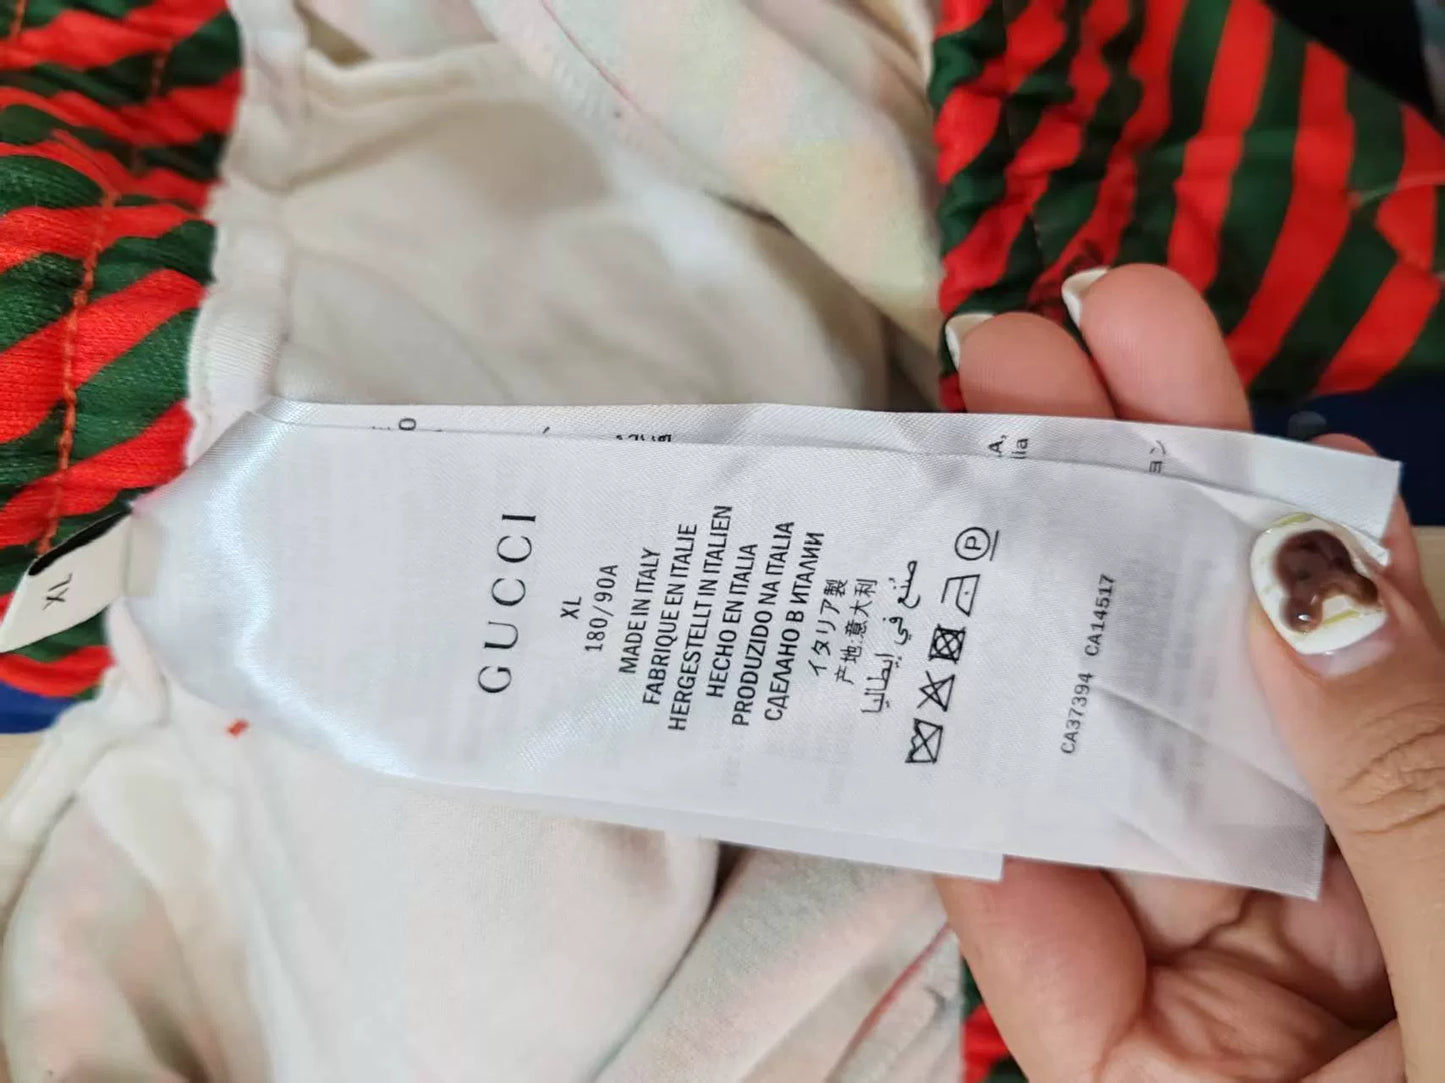 XL
GUCCI
XL
180/90A
MADE IN ITALY
FABRIQUE EN ITALIE
HERGESTELLT IN ITALIEN
HECHO EN ITALIA
PRODUZIDO NA ITALIA
СДЕЛАНО В ИТАЛИИ
イタリア製
产地:意大利
صنع في ايطاليا
P
CA37394 CA14517